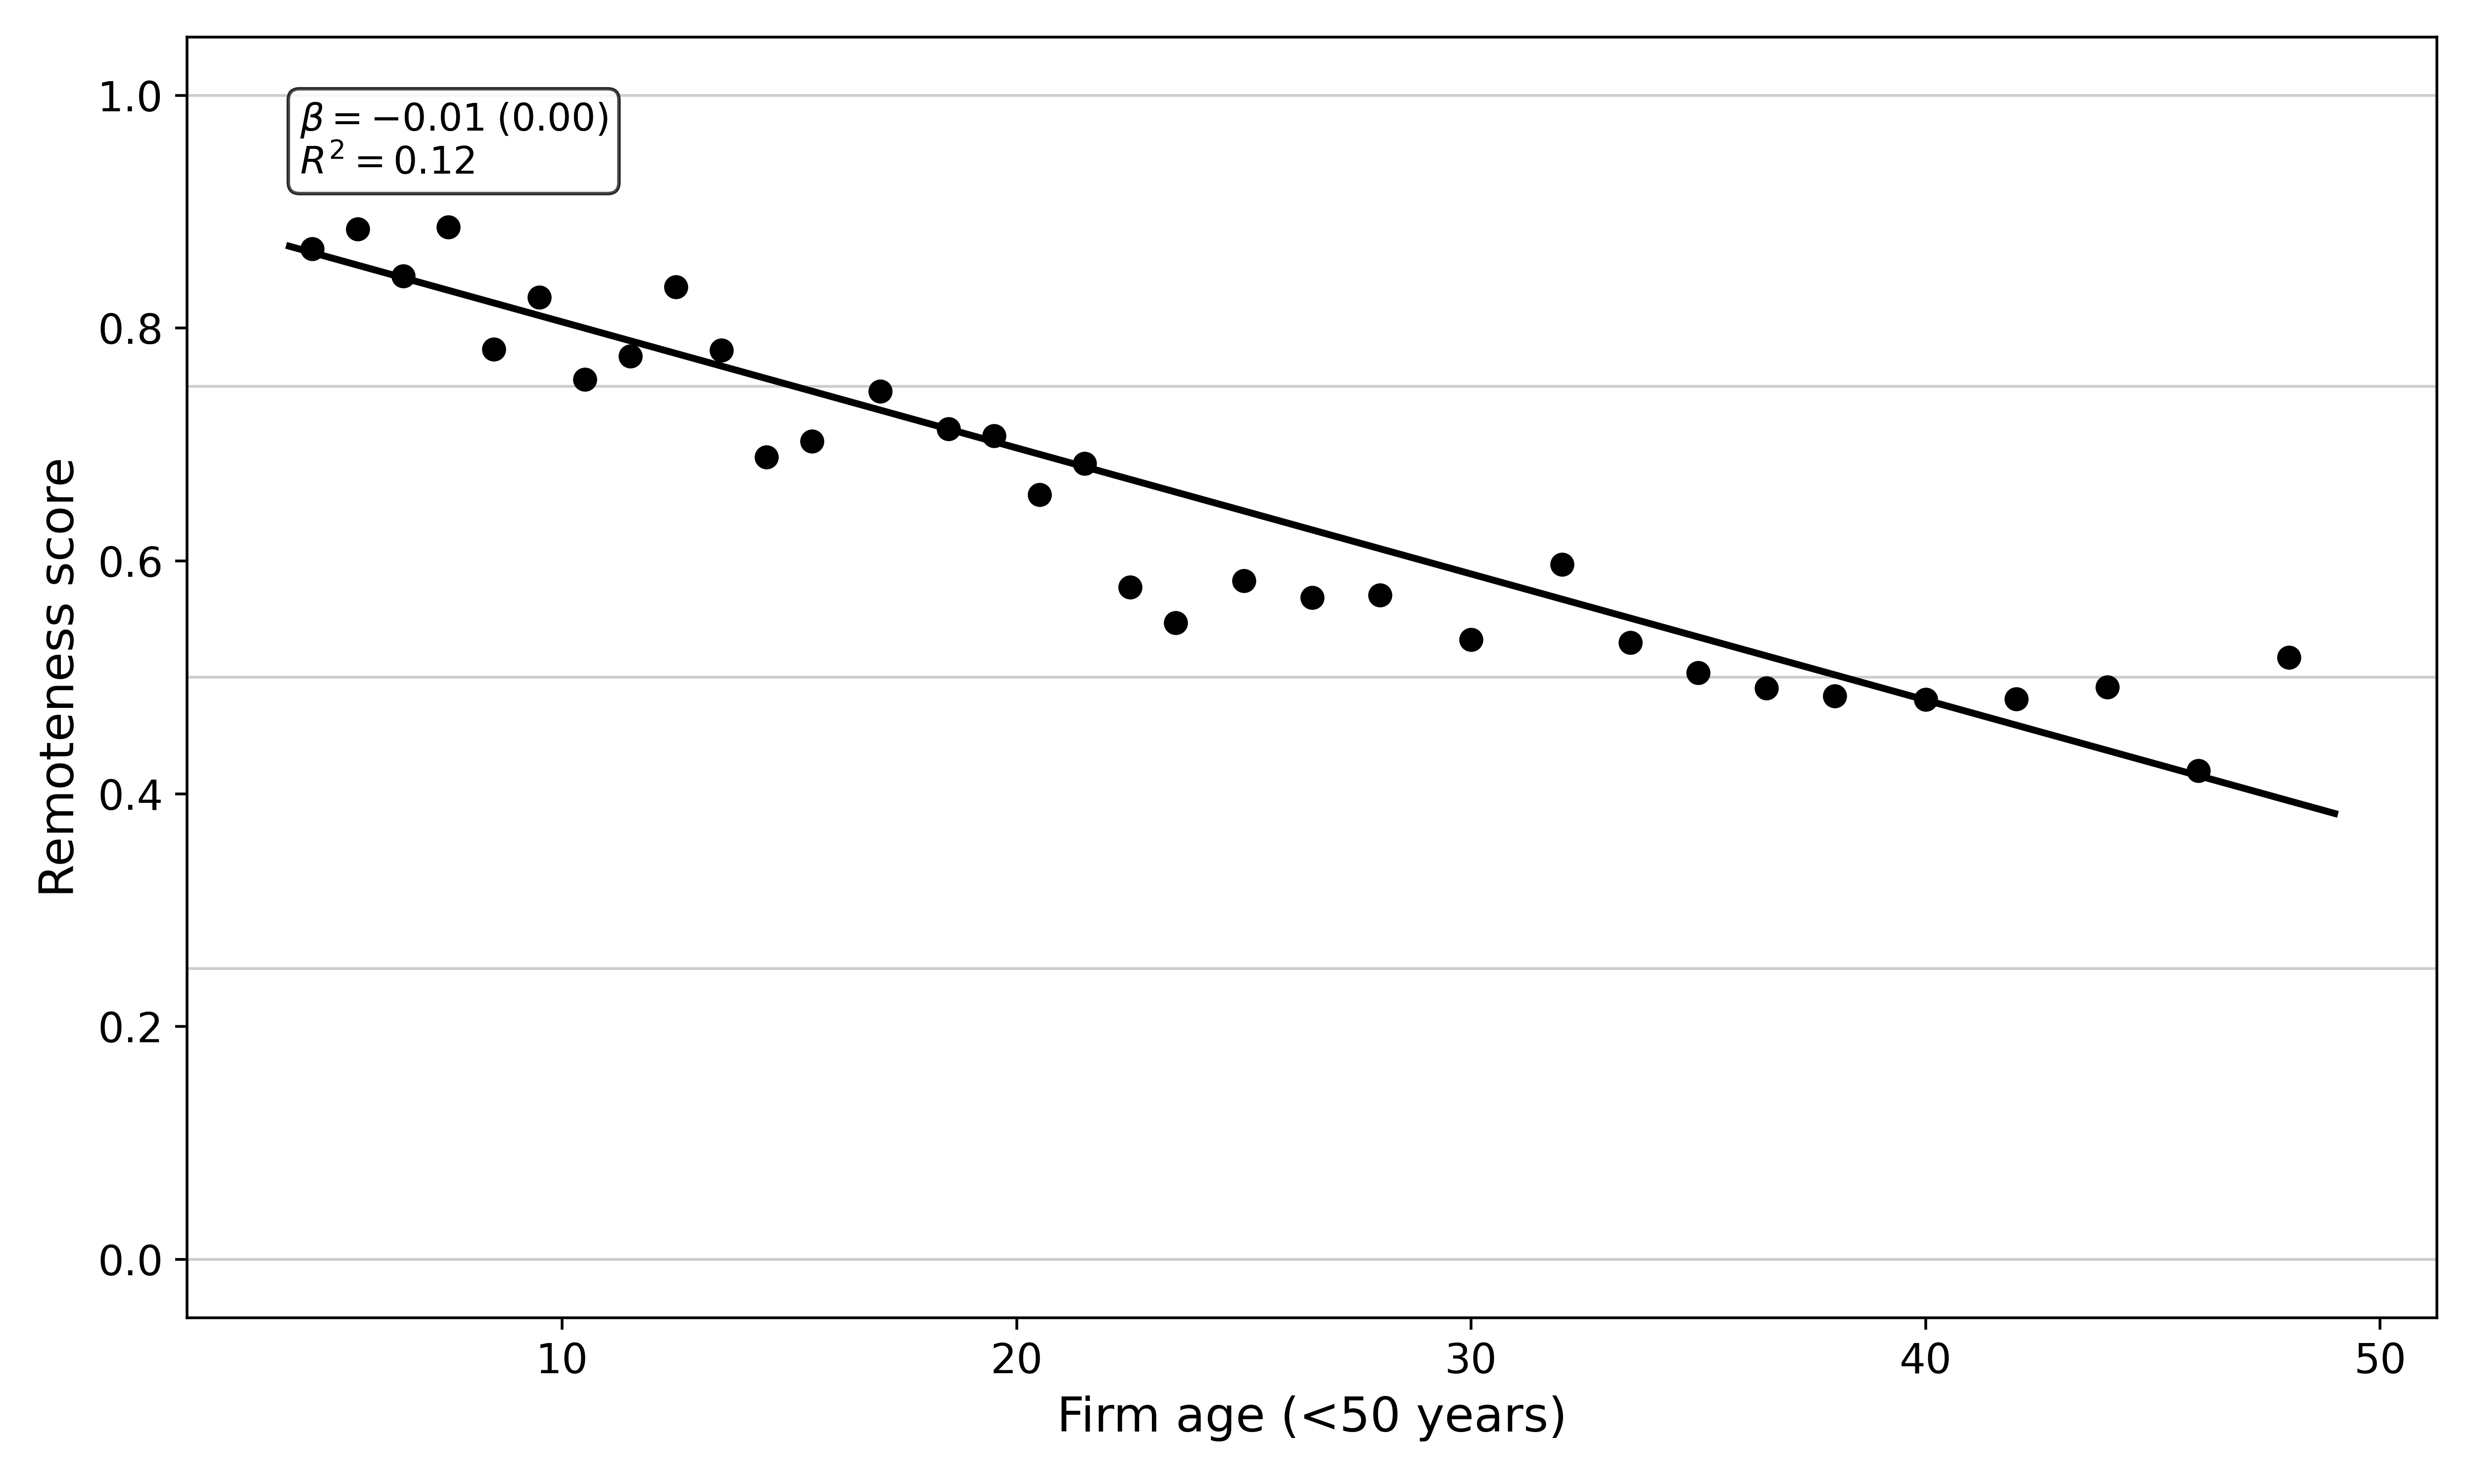 β = −0.01 (0.00)
R² = 0.12
1.0
0.8
0.6
0.4
0.2
0.0
Remoteness score
10 20 30 40 50
Firm age (<50 years)